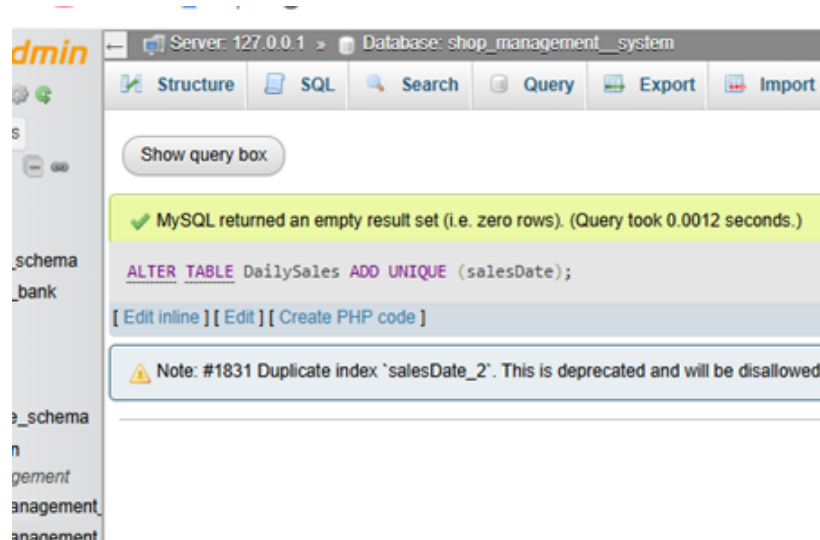 dmin
Server: 127.0.0.1 » Database: shop_management__system
Structure SQL Search Query Export Import
s
Show query box
MySQL returned an empty result set (i.e. zero rows). (Query took 0.0012 seconds.)
_schema
ALTER TABLE DailySales ADD UNIQUE (salesDate);
_bank
[ Edit inline ] [ Edit ] [ Create PHP code ]
Note: #1831 Duplicate index `salesDate_2`. This is deprecated and will be disallowed
e_schema
n
gement
anagement_
anagement